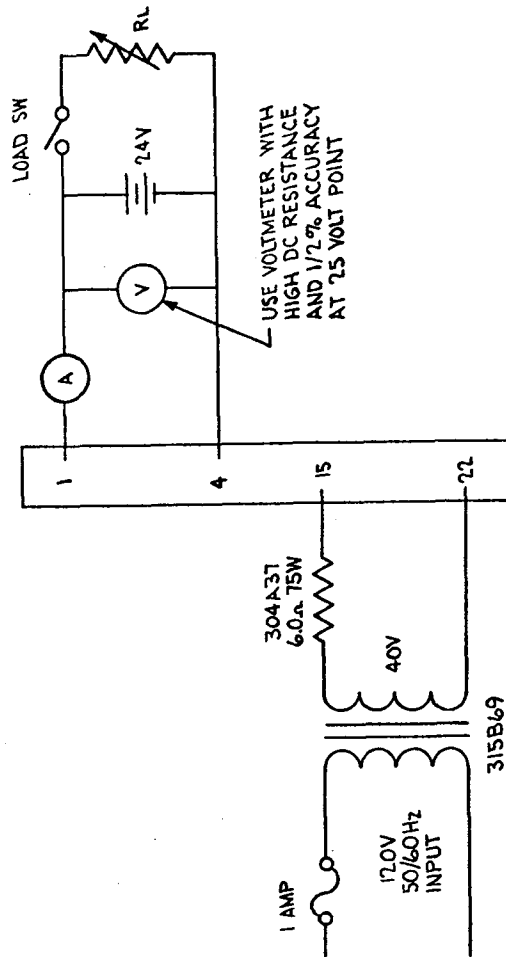 LOAD SW
RL
24V
V
A
USE VOLTMETER WITH
HIGH DC RESISTANCE
AND 1/2% ACCURACY
AT 25 VOLT POINT
1
4
15
22
304A37
6.0Ω 75W
40V
315B69
1 AMP
120V
50/60Hz
INPUT